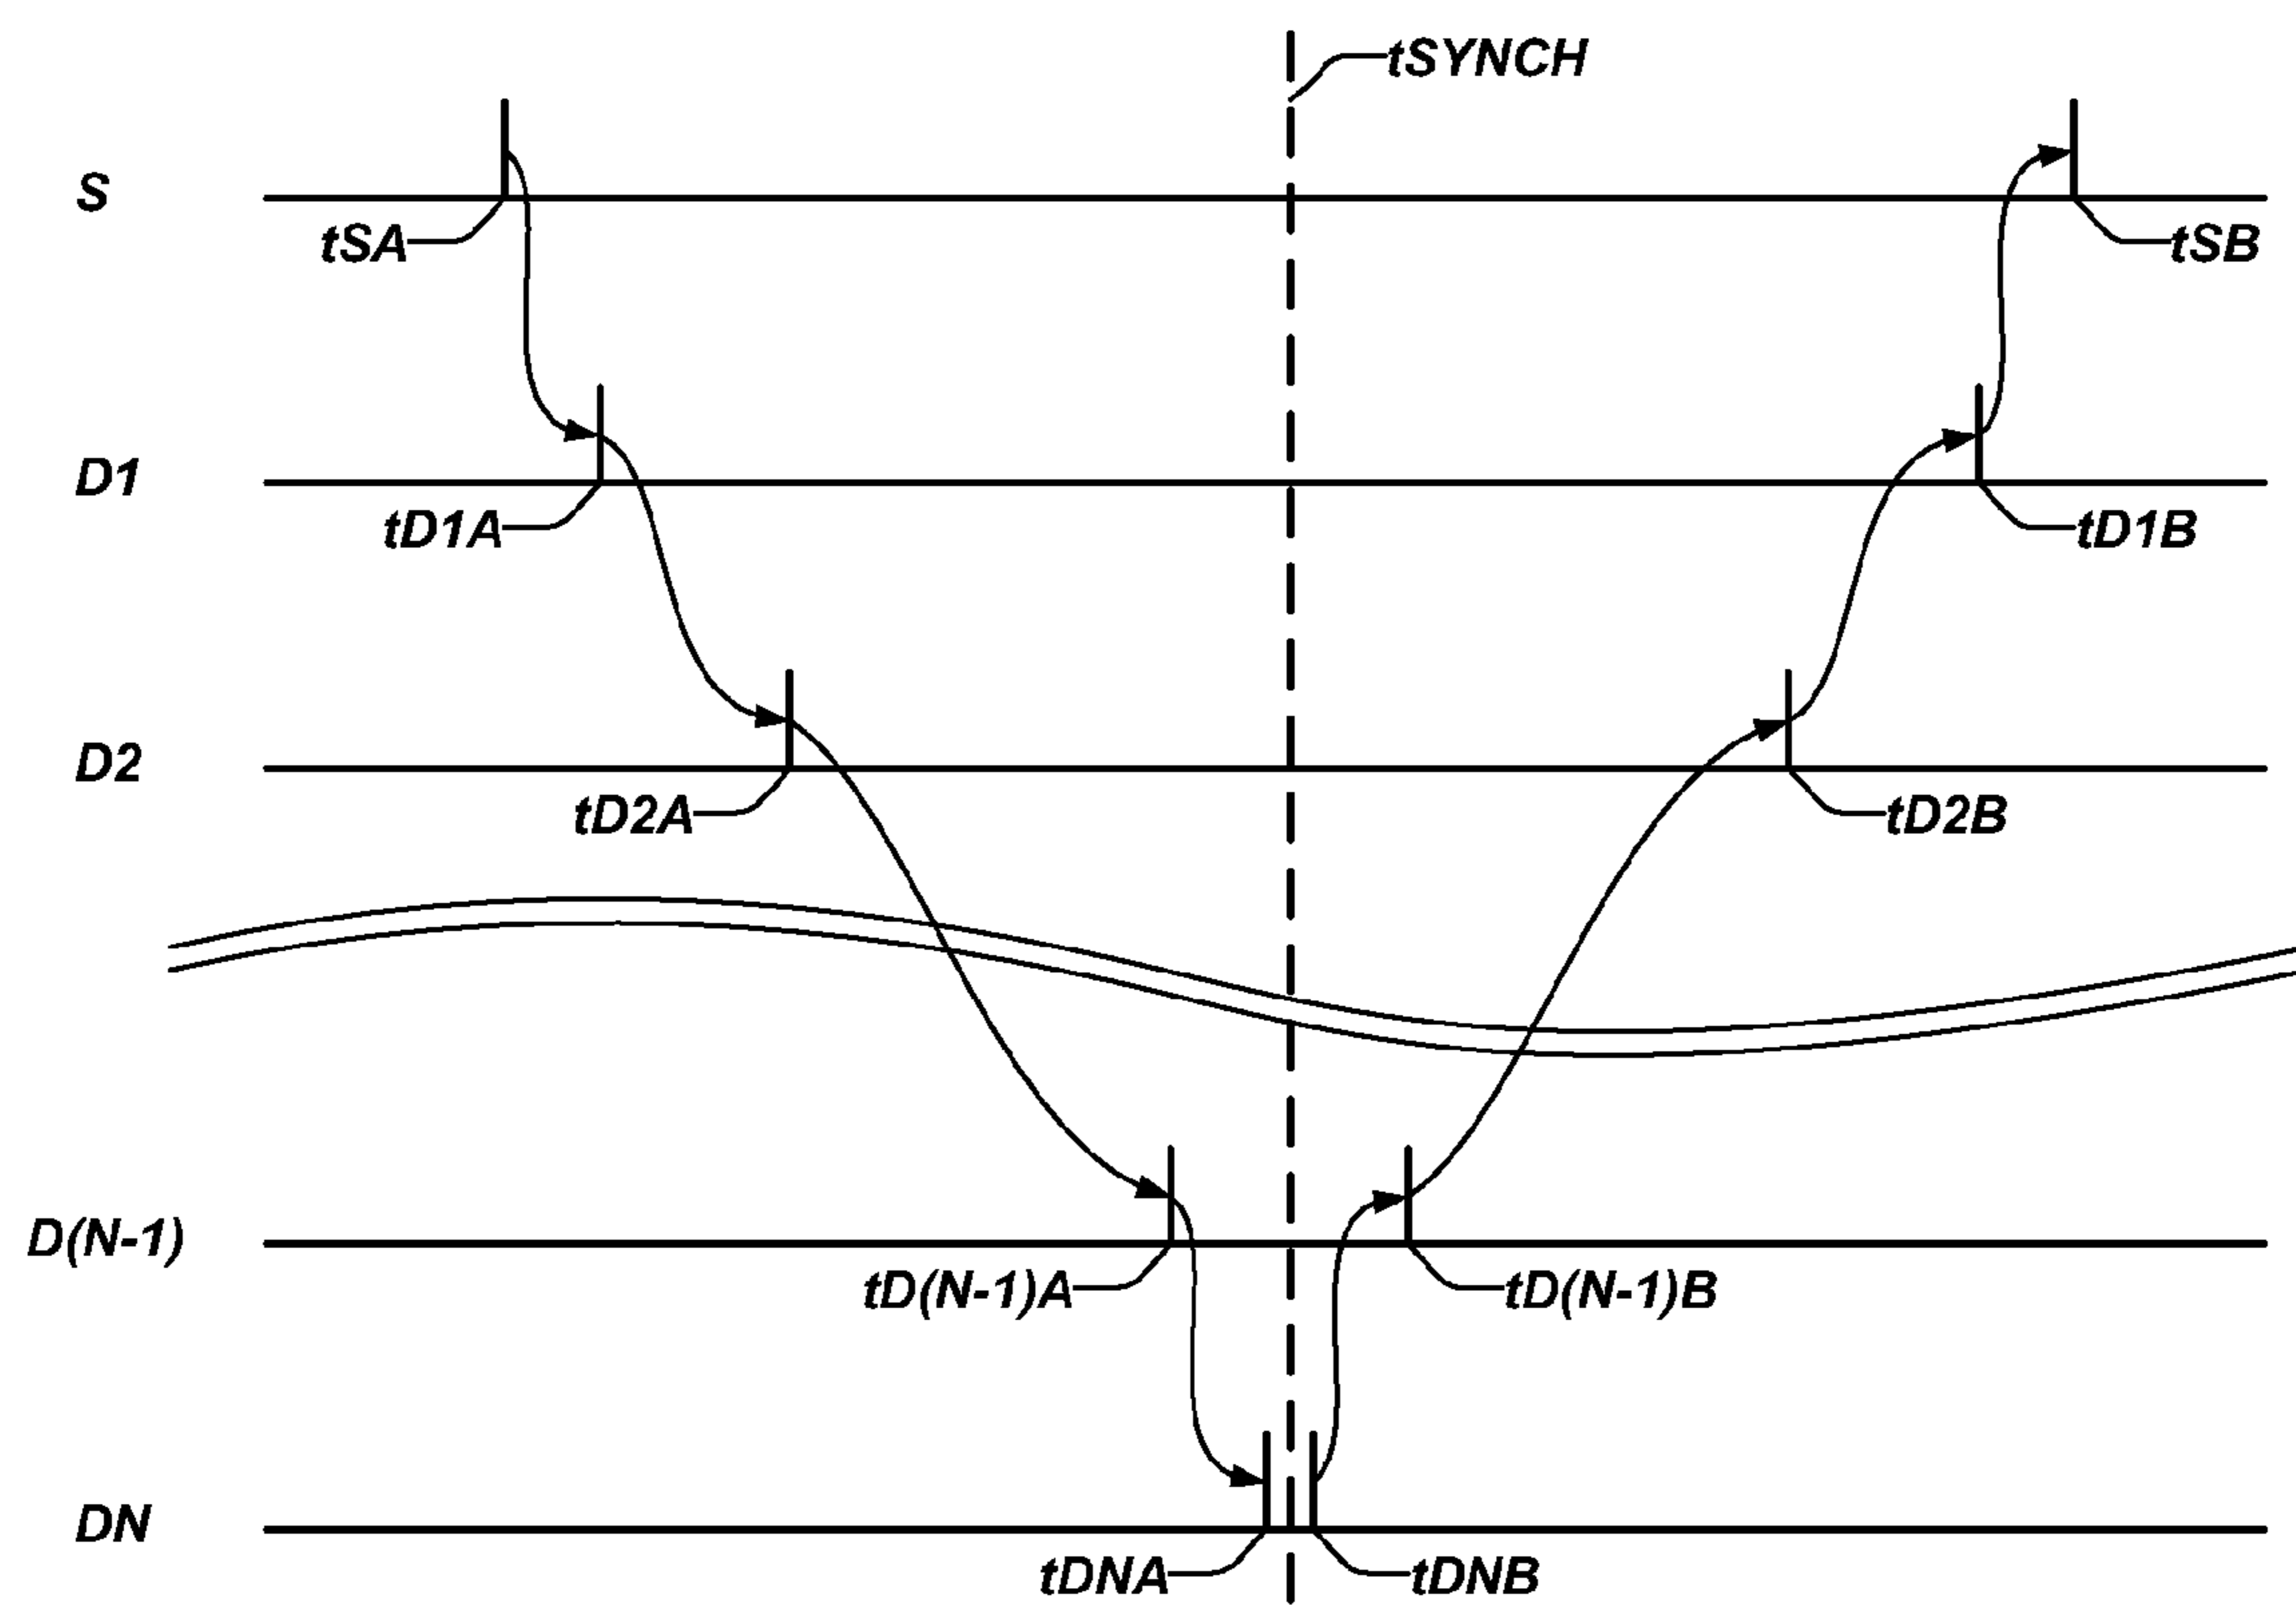 tSYNCH
S
tSA
tSB
D1
tD1A
tD1B
D2
tD2A
tD2B
D(N-1)
tD(N-1)A
tD(N-1)B
DN
tDNA
tDNB